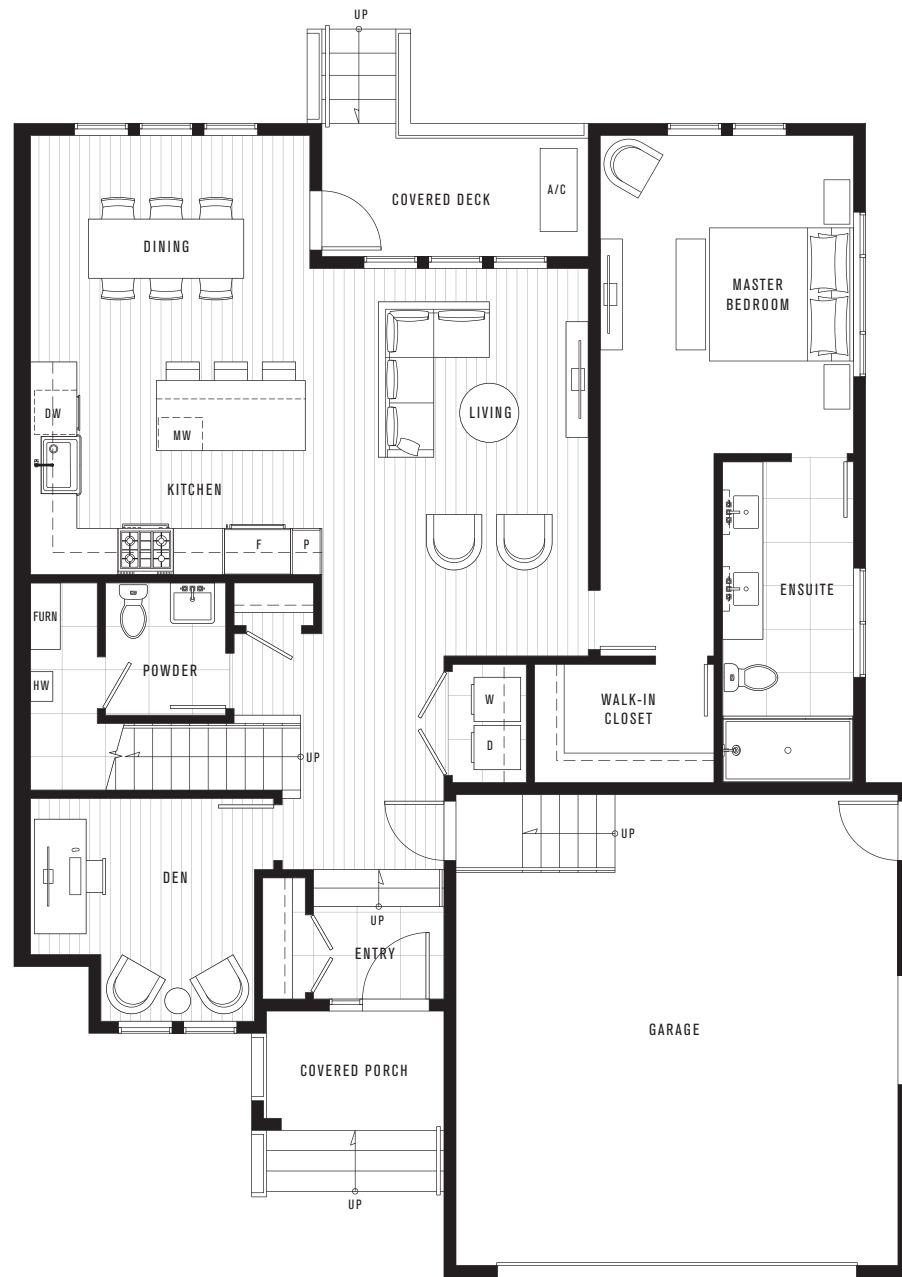 UP
COVERED DECK
A/C
DINING
MASTER
BEDROOM
DW
MW
LIVING
KITCHEN
F
P
ENSUITE
FURN
HW
POWDER
W
D
WALK-IN
CLOSET
UP
UP
DEN
UP
ENTRY
GARAGE
COVERED PORCH
UP